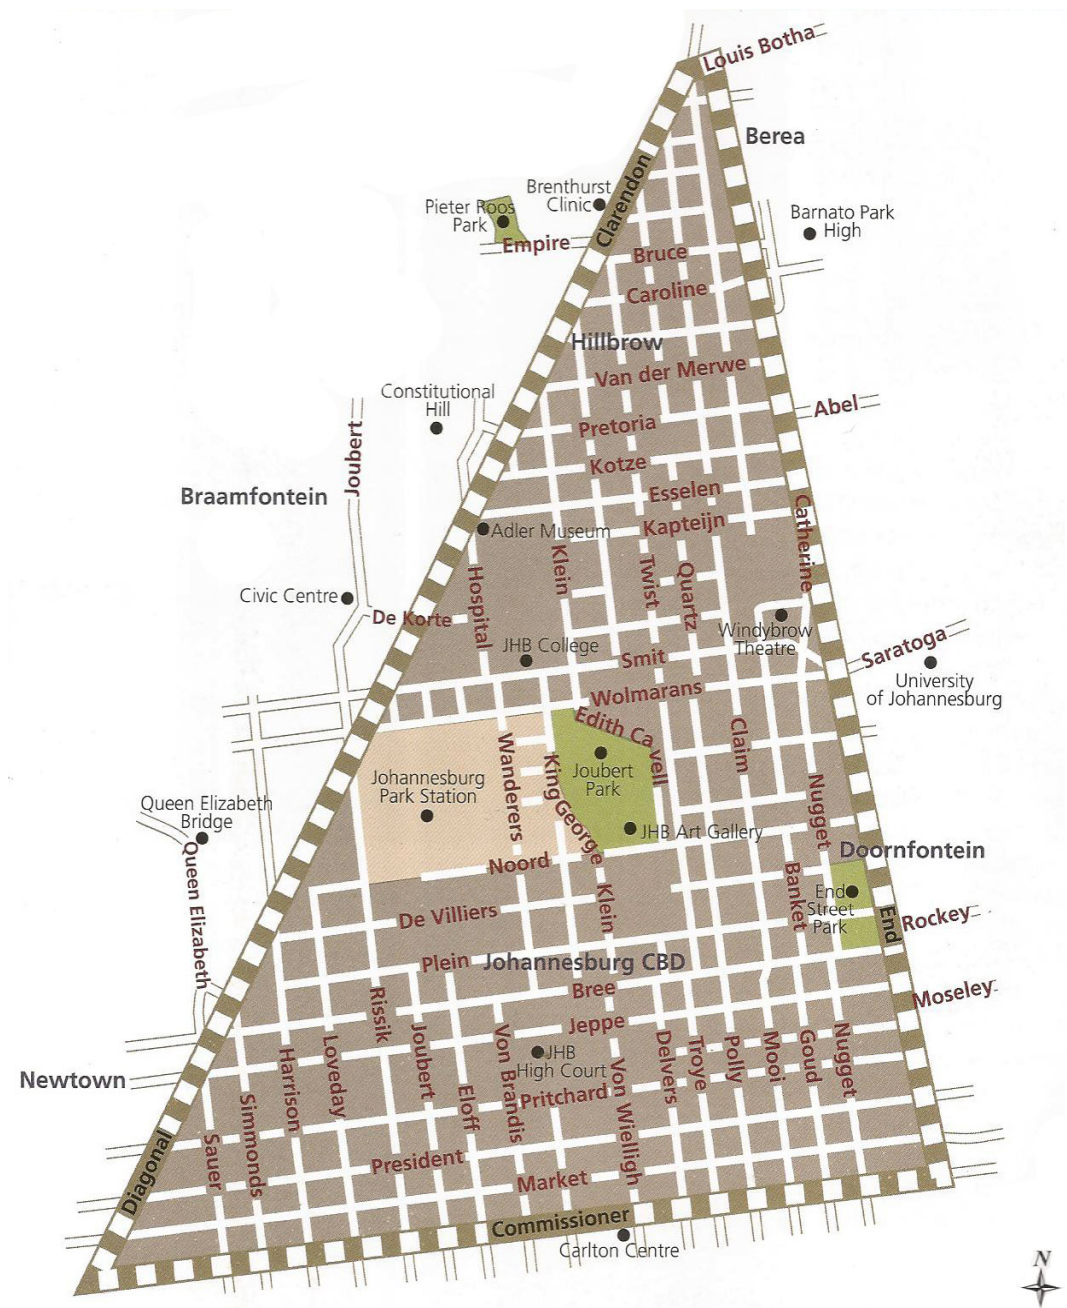 Louis Botha
Berea
Clarendon
Brenthurst
Clinic
Pieter Roos
Park
Empire
Barnato Park
High
Bruce
Caroline
Hillbrow
Van der Merwe
Constitutional
Hill
Abel
Pretoria
Joubert
Kotze
Braamfontein
Esselen
Catherine
Kapteijn
Adler Museum
Klein
Hospital
Twist
Quartz
Civic Centre
De Korte
Windybrow
Theatre
Saratoga
JHB College
Smit
University
of Johannesburg
Wolmarans
Edith Cavell
Claim
Wanderers
King George
Joubert
Park
Johannesburg
Park Station
Nugget
Queen Elizabeth
Bridge
JHB Art Gallery
Queen Elizabeth
Noord
Doornfontein
Klein
Banket
End
Street
Park
End
Rockey
De Villiers
Plein
Johannesburg CBD
Bree
Moseley
Rissik
Jeppe
Joubert
Loveday
Harrison
Von Brandis
JHB
High Court
Delvers
Troye
Polly
Mooi
Goud
Nugget
Newtown
Eloff
Pritchard
Von Wielligh
Simmonds
Sauer
Diagonal
President
Market
Commissioner
Carlton Centre
N